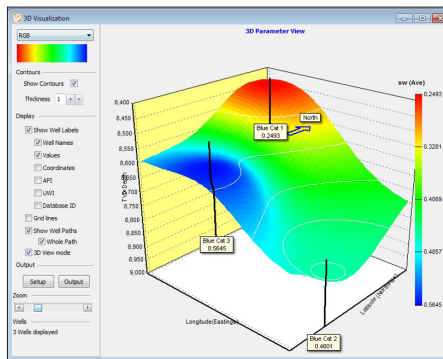 3D Visualization
RGB
Contours
Show Contours
Thickness 1
Display
Show Well Labels
Well Names
Values
Coordinates
API
UWI
Database ID
Grid lines
Show Well Paths
Whole Path
3D View mode
Output
Setup Output
Zoom
Wells
3 Wells displayed
3D Parameter View
sw (Ave)
8,400
8,450
8,500
8,550
8,600
8,650
8,700
8,750
8,800
8,850
8,900
8,950
9,000
Longitude(Eastings)
North
Blue Cat 1
0.2493
Blue Cat 3
0.5645
Blue Cat 2
0.4601
0.2493
0.3281
0.4069
0.4857
0.5645